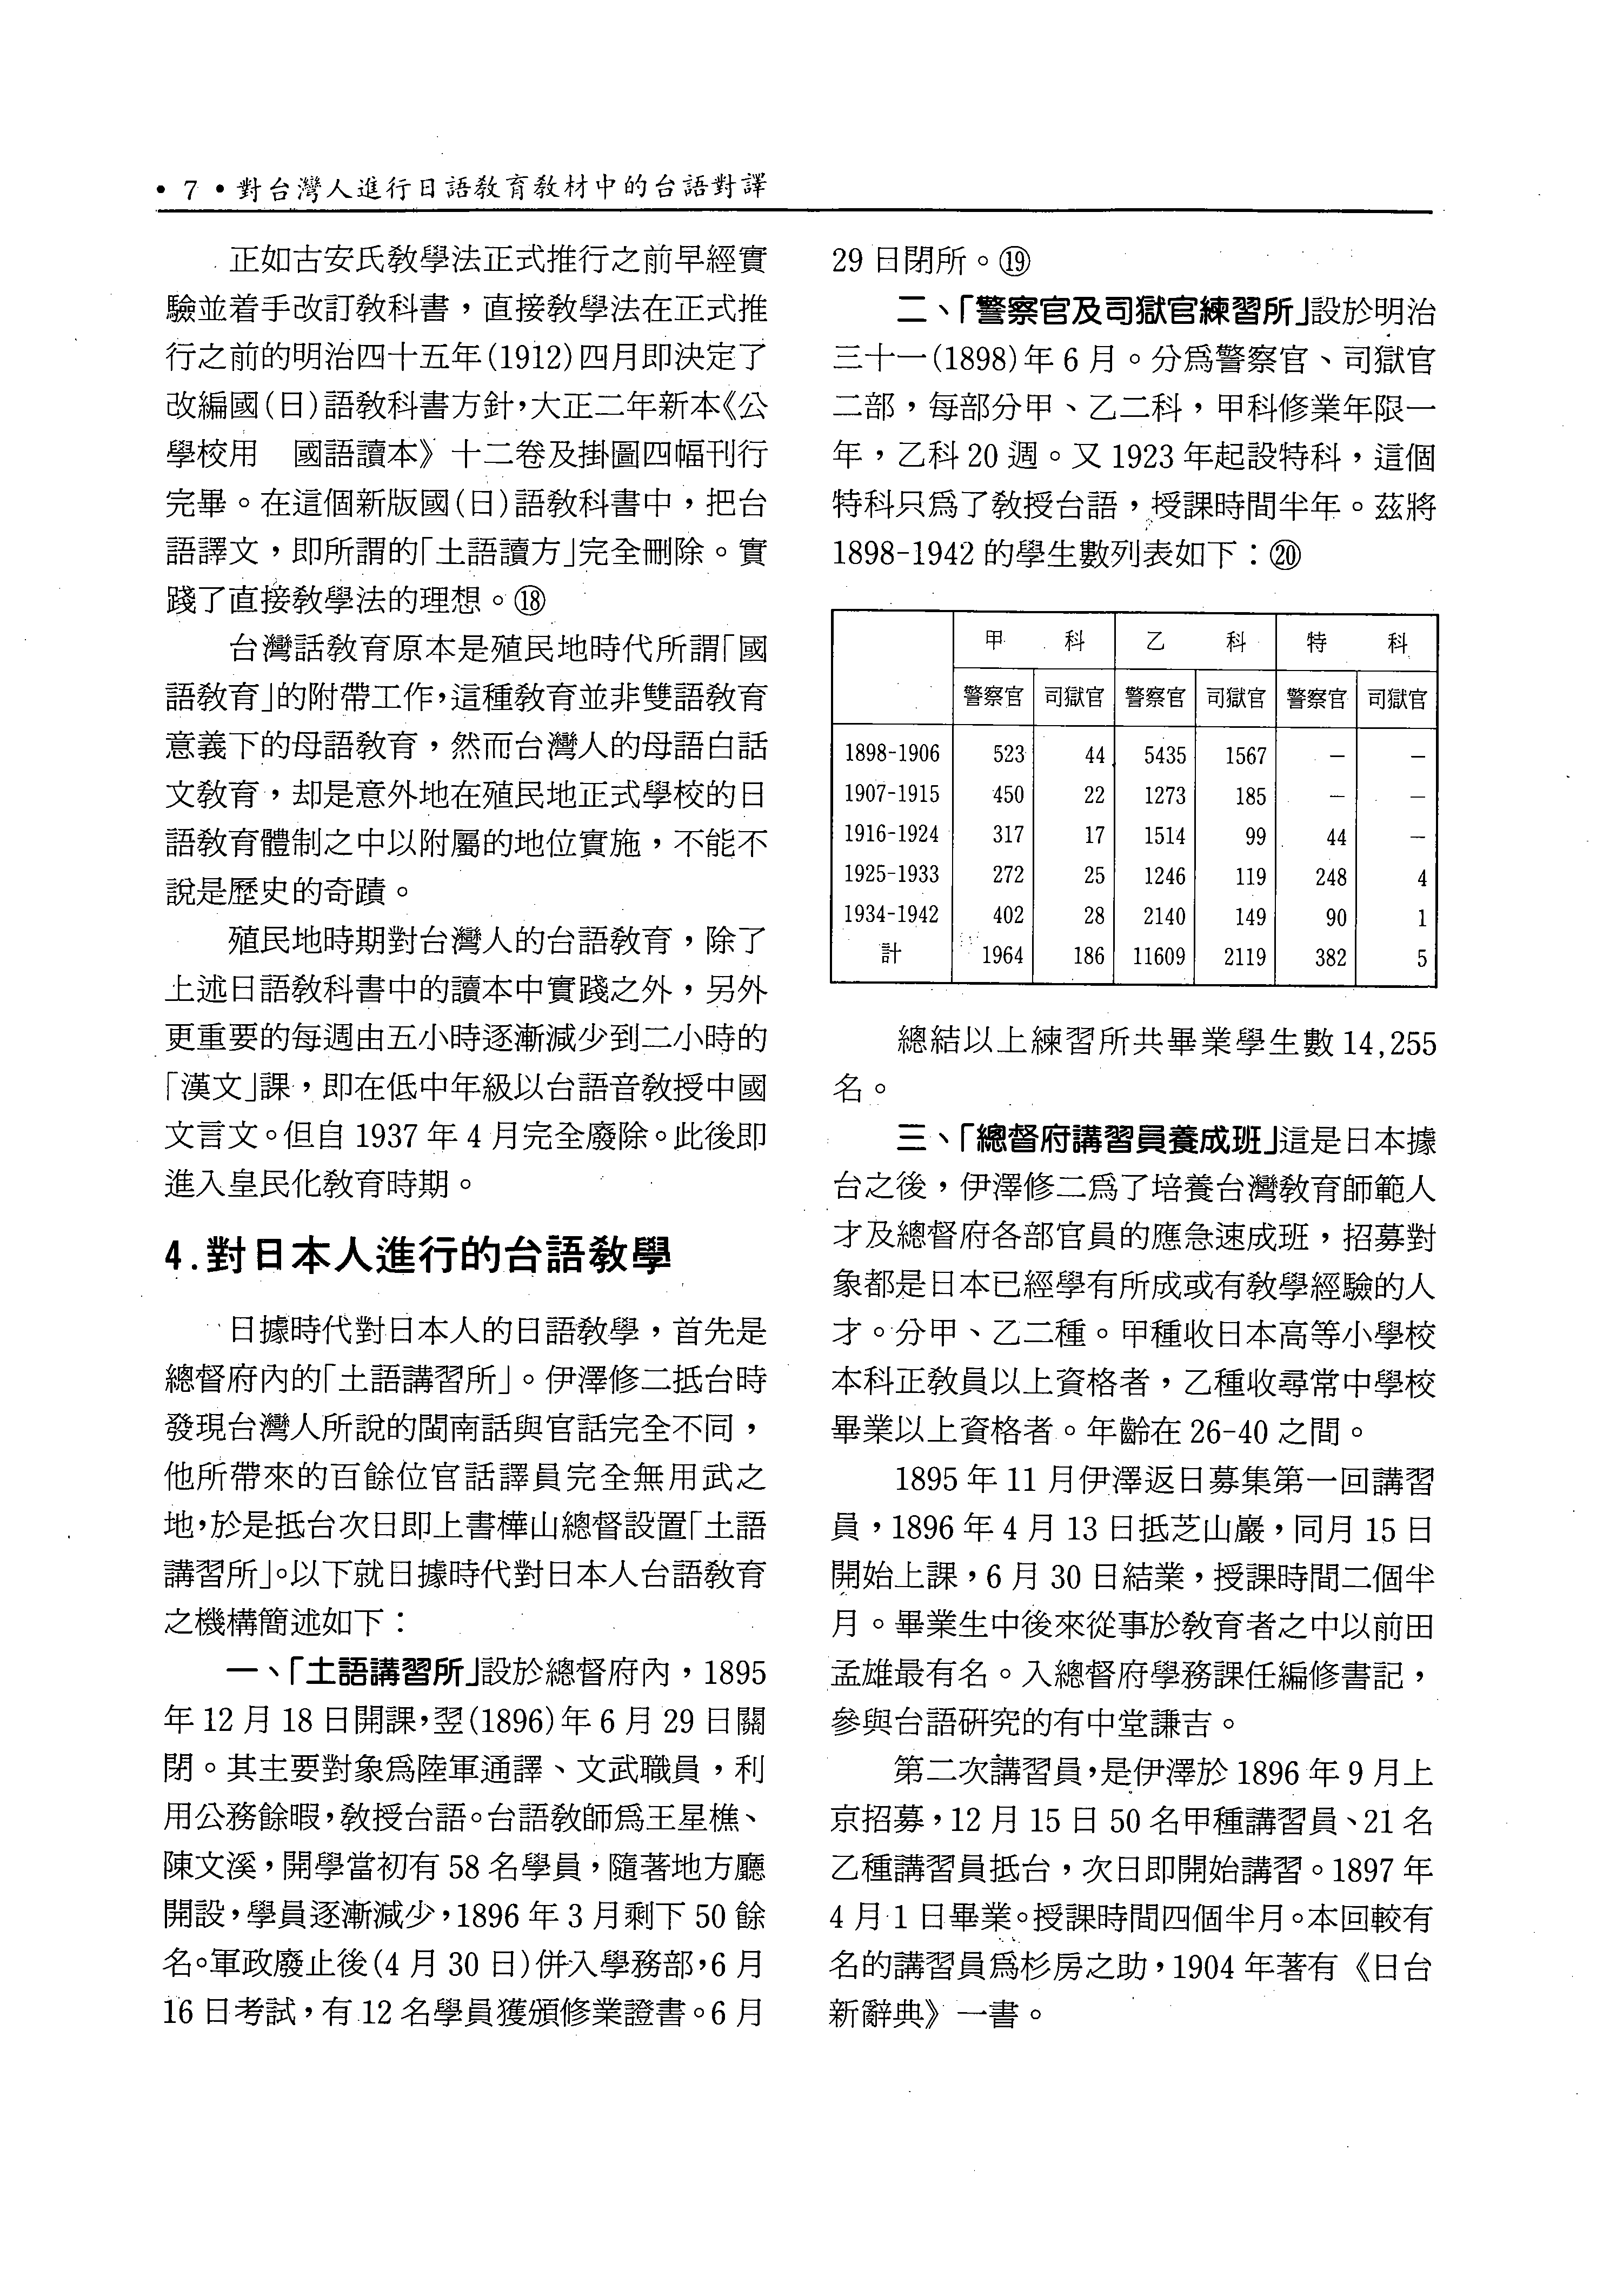 • 7 • 對台灣人進行日語教育教材中的台語對譯
正如古安氏教學法正式推行之前早經實
驗並着手改訂教科書，直接教學法在正式推
行之前的明治四十五年(1912)四月即決定了
改編國(日)語教科書方針，大正二年新本《公
學校用　國語讀本》十二卷及掛圖四幅刊行
完畢。在這個新版國(日)語教科書中，把台
語譯文，即所謂的「土語讀方」完全刪除。實
踐了直接教學法的理想。⑱
台灣話教育原本是殖民地時代所謂「國
語教育」的附帶工作，這種教育並非雙語教育
意義下的母語教育，然而台灣人的母語白話
文教育，却是意外地在殖民地正式學校的日
語教育體制之中以附屬的地位實施，不能不
說是歷史的奇蹟。
殖民地時期對台灣人的台語教育，除了
上述日語教科書中的讀本中實踐之外，另外
更重要的每週由五小時逐漸減少到二小時的
「漢文」課，即在低中年級以台語音教授中國
文言文。但自 1937 年 4 月完全廢除。此後即
進入皇民化教育時期。
4.對日本人進行的台語教學
日據時代對日本人的日語教學，首先是
總督府內的「土語講習所」。伊澤修二抵台時
發現台灣人所說的閩南話與官話完全不同，
他所帶來的百餘位官話譯員完全無用武之
地，於是抵台次日即上書樺山總督設置「土語
講習所」。以下就日據時代對日本人台語教育
之機構簡述如下：
一、「土語講習所」設於總督府內，1895
年 12 月 18 日開課，翌(1896)年 6 月 29 日關
閉。其主要對象爲陸軍通譯、文武職員，利
用公務餘暇，教授台語。台語教師爲王星樵、
陳文溪，開學當初有 58 名學員，隨著地方廳
開設，學員逐漸減少，1896 年 3 月剩下 50 餘
名。軍政廢止後(4 月 30 日)併入學務部，6 月
16 日考試，有 12 名學員獲頒修業證書。6 月
29 日閉所。⑲
二、「警察官及司獄官練習所」設於明治
三十一(1898)年 6 月。分爲警察官、司獄官
二部，每部分甲、乙二科，甲科修業年限一
年，乙科 20 週。又 1923 年起設特科，這個
特科只爲了教授台語，授課時間半年。茲將
1898-1942 的學生數列表如下：⑳
甲　科　乙　科　特　科
警察官 司獄官 警察官 司獄官 警察官 司獄官
1898-1906 523 44 5435 1567 — —
1907-1915 450 22 1273 185 — —
1916-1924 317 17 1514 99 44 —
1925-1933 272 25 1246 119 248 4
1934-1942 402 28 2140 149 90 1
計 1964 186 11609 2119 382 5
總結以上練習所共畢業學生數 14,255
名。
三、「總督府講習員養成班」這是日本據
台之後，伊澤修二爲了培養台灣教育師範人
才及總督府各部官員的應急速成班，招募對
象都是日本已經學有所成或有教學經驗的人
才。分甲、乙二種。甲種收日本高等小學校
本科正教員以上資格者，乙種收尋常中學校
畢業以上資格者。年齡在 26-40 之間。
1895 年 11 月伊澤返日募集第一回講習
員，1896 年 4 月 13 日抵芝山巖，同月 15 日
開始上課，6 月 30 日結業，授課時間二個半
月。畢業生中後來從事於教育者之中以前田
孟雄最有名。入總督府學務課任編修書記，
參與台語研究的有中堂謙吉。
第二次講習員，是伊澤於 1896 年 9 月上
京招募，12 月 15 日 50 名甲種講習員、21 名
乙種講習員抵台，次日即開始講習。1897 年
4 月 1 日畢業。授課時間四個半月。本回較有
名的講習員爲杉房之助，1904 年著有《日台
新辭典》一書。